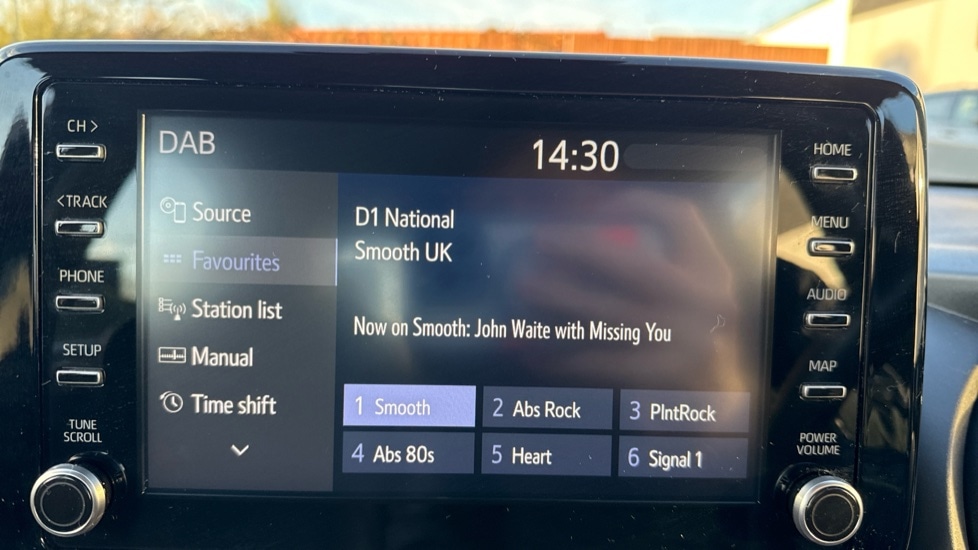 CH >
<TRACK
PHONE
SETUP
TUNE
SCROLL
DAB
14:30
Source
Favourites
Station list
Manual
Time shift
D1 National
Smooth UK
Now on Smooth: John Waite with Missing You
1 Smooth
2 Abs Rock
3 PlntRock
4 Abs 80s
5 Heart
6 Signal 1
HOME
MENU
AUDIO
MAP
POWER
VOLUME